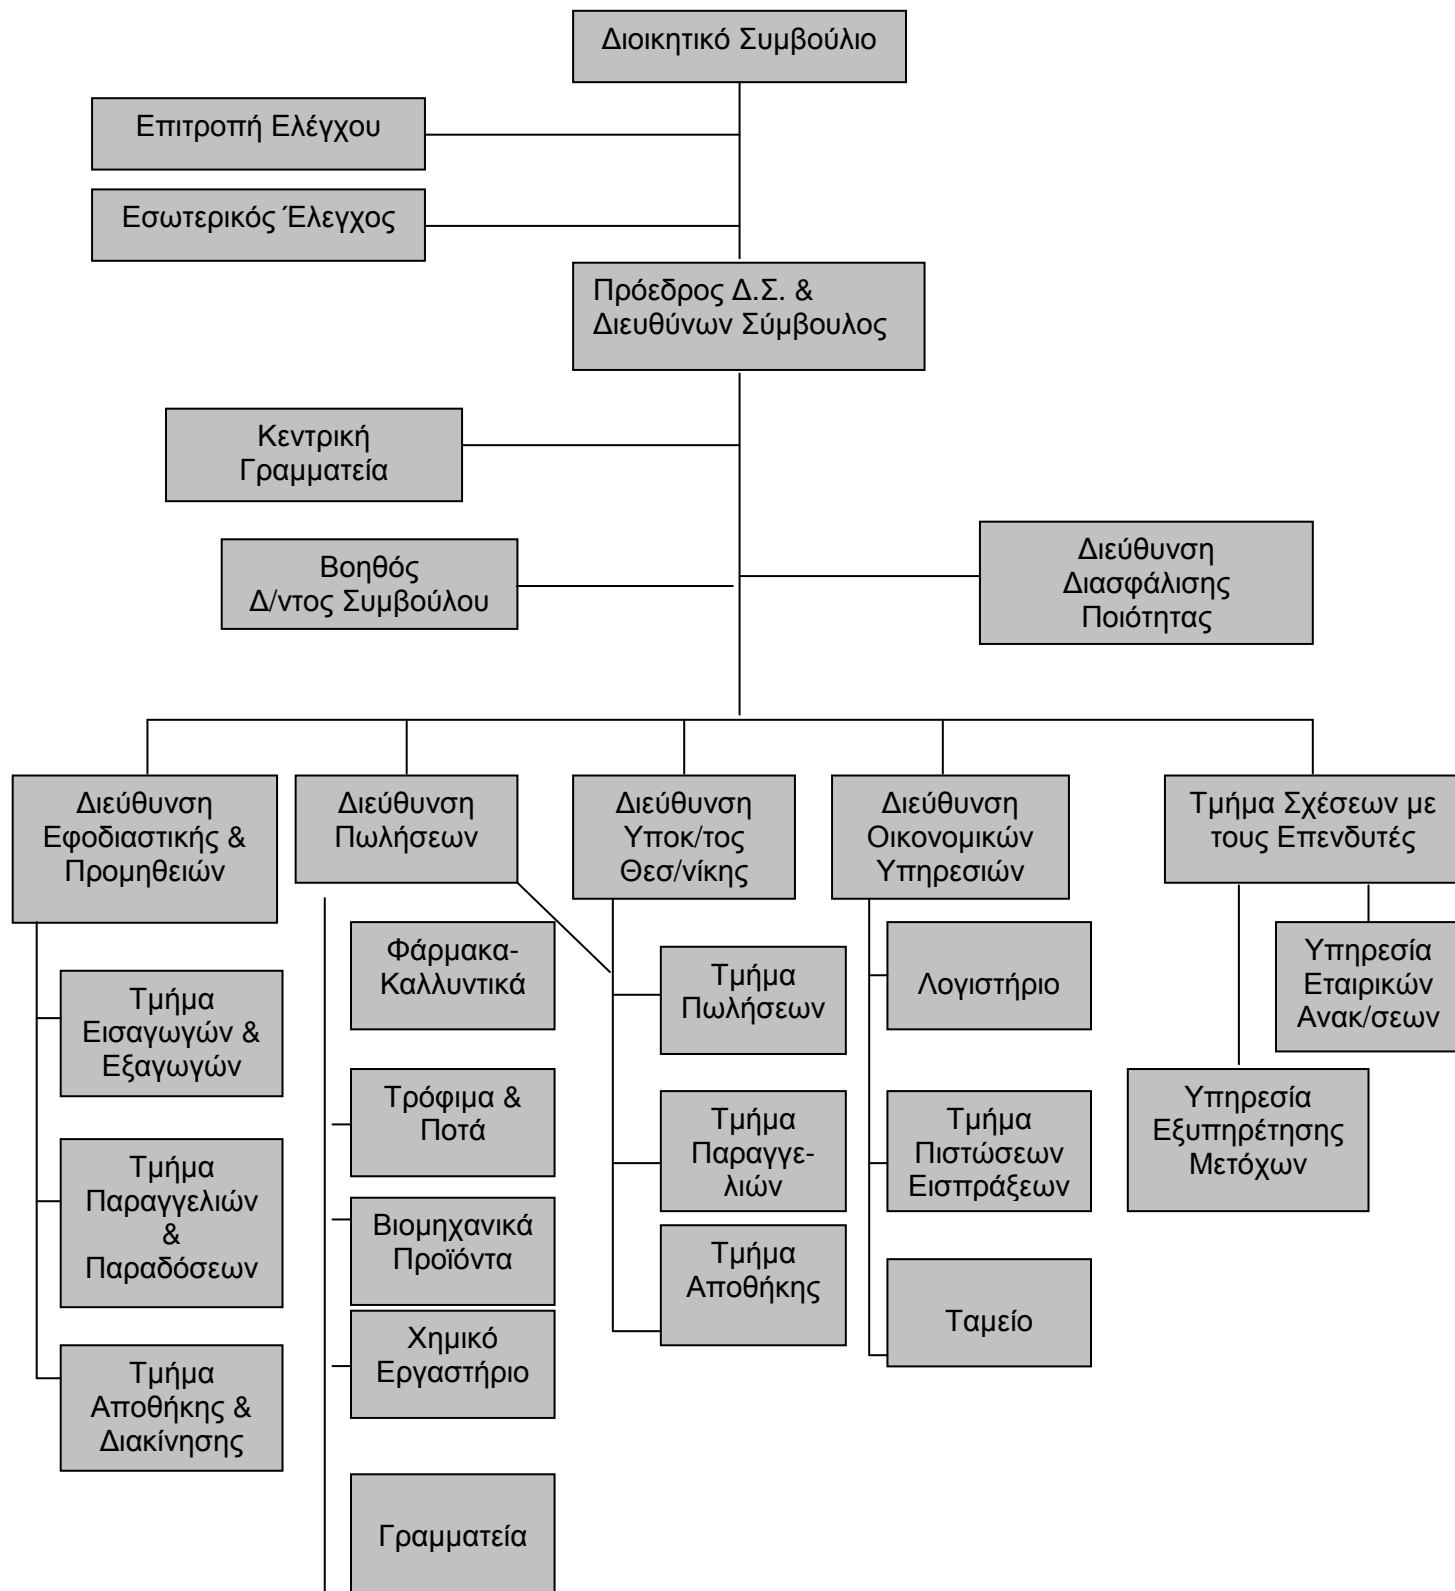 Διοικητικό Συμβούλιο
Επιτροπή Ελέγχου
Εσωτερικός Έλεγχος
Πρόεδρος Δ.Σ. &
Διευθύνων Σύμβουλος
Κεντρική
Γραμματεία
Βοηθός
Δ/ντος Συμβούλου
Διεύθυνση
Διασφάλισης
Ποιότητας
Διεύθυνση
Εφοδιαστικής &
Προμηθειών
Διεύθυνση
Πωλήσεων
Διεύθυνση
Υποκ/τος
Θεσ/νίκης
Διεύθυνση
Οικονομικών
Υπηρεσιών
Τμήμα Σχέσεων με
τους Επενδυτές
Τμήμα
Εισαγωγών &
Εξαγωγών
Τμήμα
Παραγγελιών
&
Παραδόσεων
Τμήμα
Αποθήκης &
Διακίνησης
Φάρμακα-
Καλλυντικά
Τρόφιμα &
Ποτά
Βιομηχανικά
Προϊόντα
Χημικό
Εργαστήριο
Γραμματεία
Τμήμα
Πωλήσεων
Τμήμα
Παραγγε-
λιών
Τμήμα
Αποθήκης
Λογιστήριο
Τμήμα
Πιστώσεων
Εισπράξεων
Ταμείο
Υπηρεσία
Εταιρικών
Ανακ/σεων
Υπηρεσία
Εξυπηρέτησης
Μετόχων